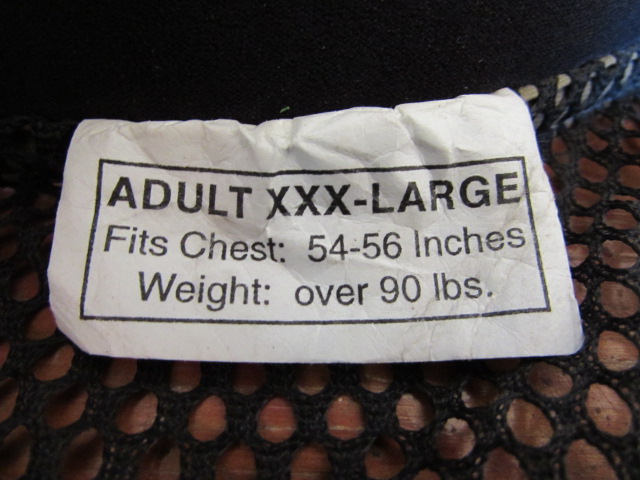 ADULT XXX-LARGE
Fits Chest: 54-56 Inches
Weight: over 90 lbs.